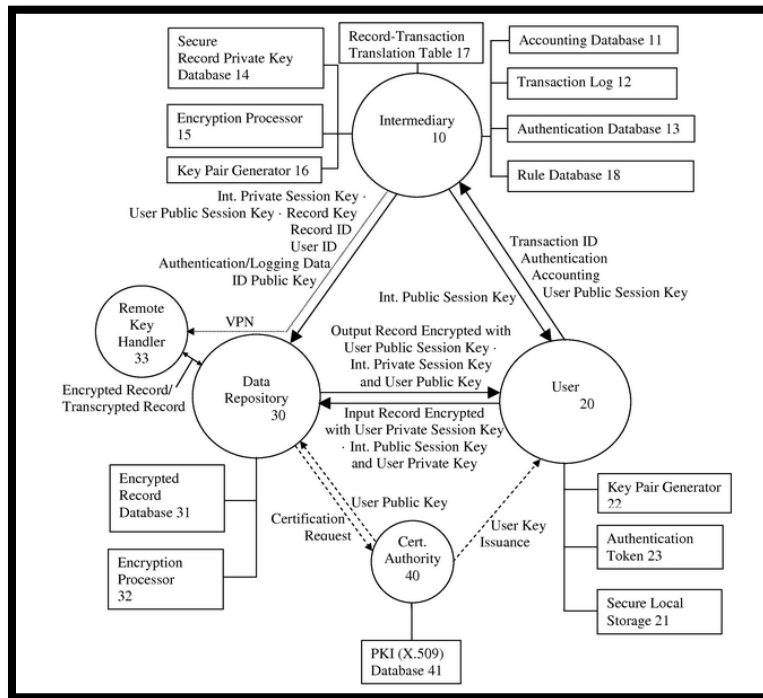 Secure
Record Private Key
Database 14
Record-Transaction
Translation Table 17
Accounting Database 11
Transaction Log 12
Encryption Processor
15
Intermediary
10
Authentication Database 13
Key Pair Generator 16
Rule Database 18
Int. Private Session Key ·
User Public Session Key · Record Key
Record ID
User ID
Authentication/Logging Data
ID Public Key
Transaction ID
Authentication
Accounting
User Public Session Key
Int. Public Session Key
Remote
Key
Handler
33
VPN
Encrypted Record/
Transcrypted Record
Output Record Encrypted with
User Public Session Key ·
Int. Private Session Key
and User Public Key
Data
Repository
30
User
20
Input Record Encrypted
with User Private Session Key
· Int. Public Session Key
and User Private Key
Encrypted
Record
Database 31
User Public Key
Certification
Request
User Key
Issuance
Key Pair Generator
22
Cert.
Authority
40
Authentication
Token 23
Encryption
Processor
32
Secure Local
Storage 21
PKI (X.509)
Database 41